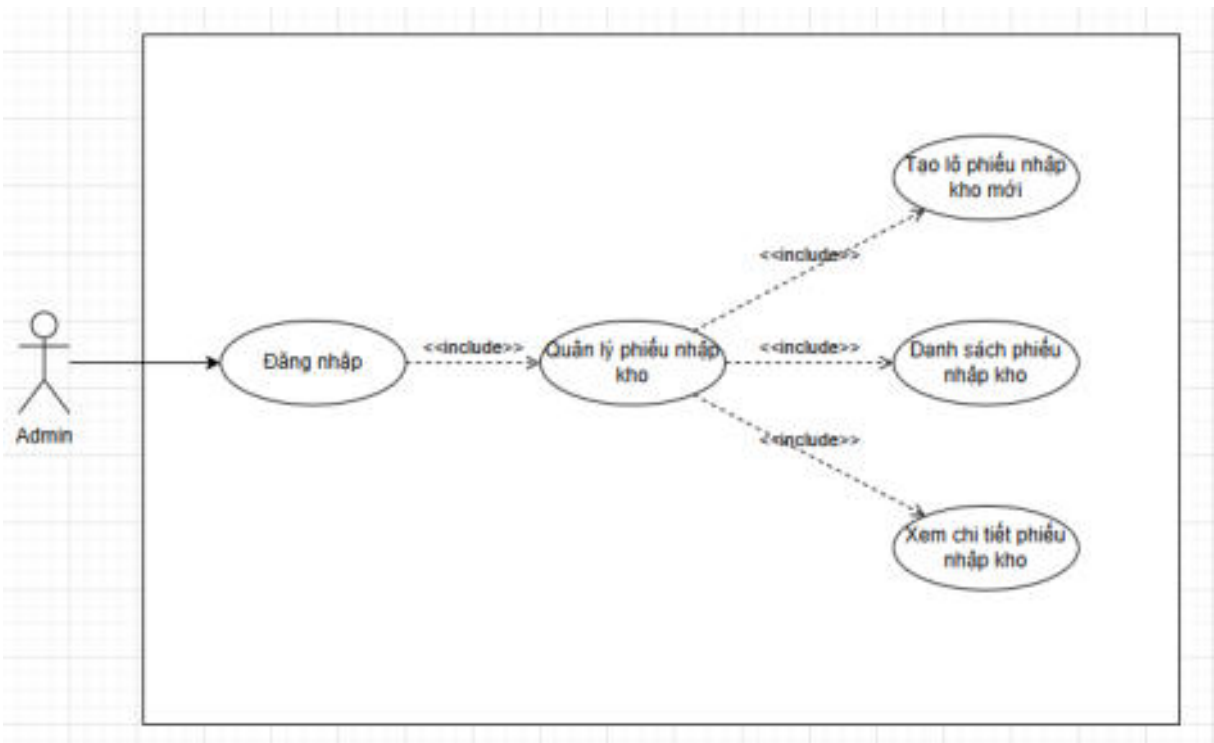 Tạo lô phiếu nhập
kho mới
<<include>>
Đăng nhập
<<include>>
Quản lý phiếu nhập
kho
<<include>>
Danh sách phiếu
nhập kho
Admin
<<include>>
Xem chi tiết phiếu
nhập kho